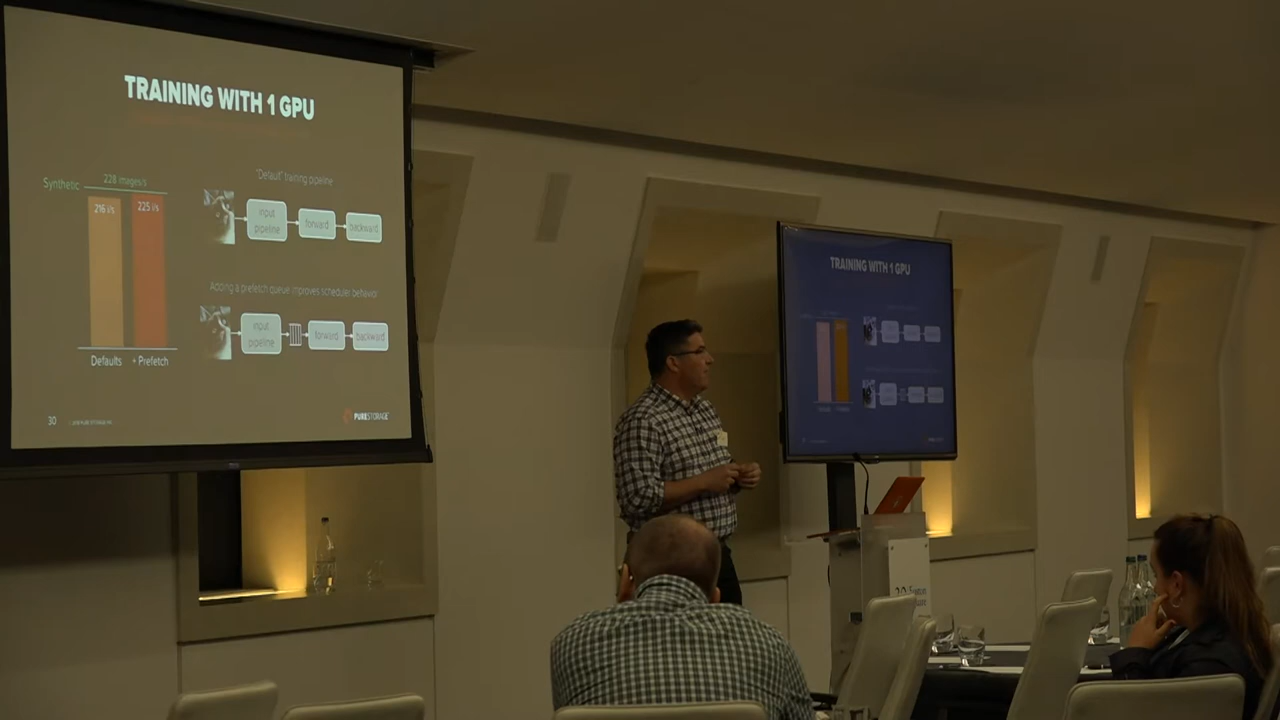 TRAINING WITH 1 GPU
228 images/s
Synthetic
216 i/s
225 i/s
Defaults
+ Prefetch
"Default" training pipeline
input
pipeline
forward
backward
Adding a prefetch queue improves scheduler behavior
input
pipeline
forward
backward
30
PURESTORAGE
TRAINING WITH 1 GPU